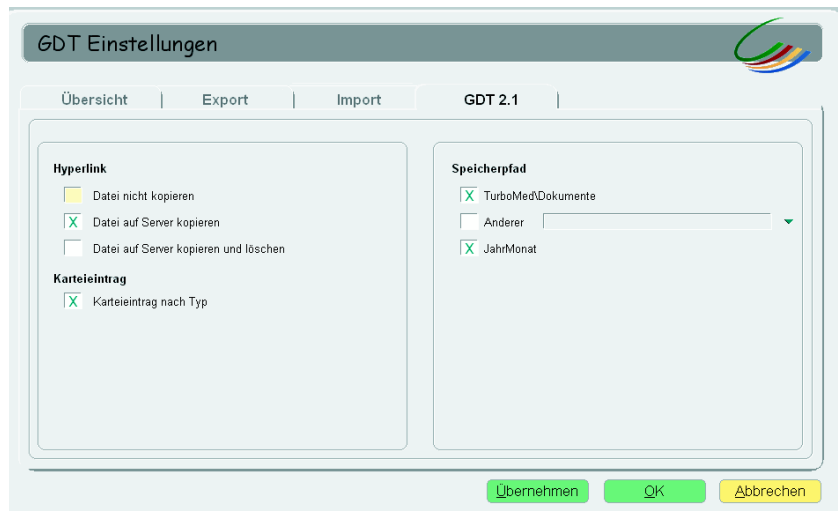 GDT Einstellungen
Übersicht
Export
Import
GDT 2.1
Hyperlink
Datei nicht kopieren
X Datei auf Server kopieren
Datei auf Server kopieren und löschen
Karteieintrag
X Karteieintrag nach Typ
Speicherpfad
X TurboMed\Dokumente
Anderer
X JahrMonat
Übernehmen
OK
Abbrechen